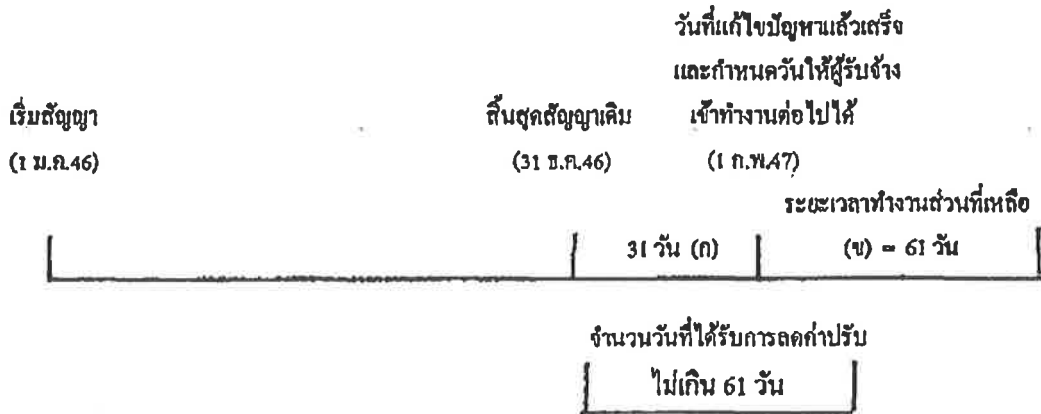 วันที่แก้ไขปัญหาแล้วเสร็จ
และกำหนดวันให้ผู้รับจ้าง
เริ่มสัญญา สิ้นสุดสัญญาเดิม เข้าทำงานต่อไปได้
(1 ม.ค.46) (31 ธ.ค.46) (1 ก.พ.47)
ระยะเวลาทำงานส่วนที่เหลือ
31 วัน (ก) (ข) = 61 วัน
จำนวนวันที่ได้รับการลดค่าปรับ
ไม่เกิน 61 วัน